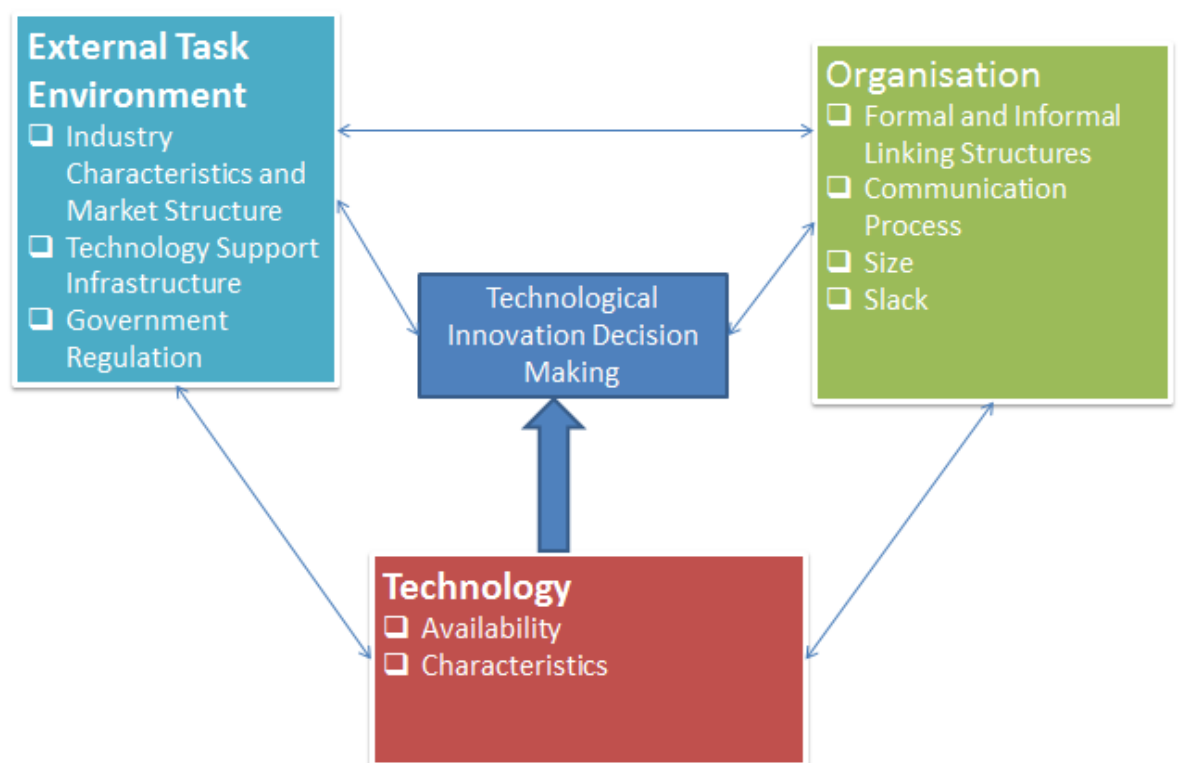 External Task
Environment
Industry
Characteristics and
Market Structure
Technology Support
Infrastructure
Government
Regulation
Organisation
Formal and Informal
Linking Structures
Communication
Process
Size
Slack
Technological
Innovation Decision
Making
Technology
Availability
Characteristics